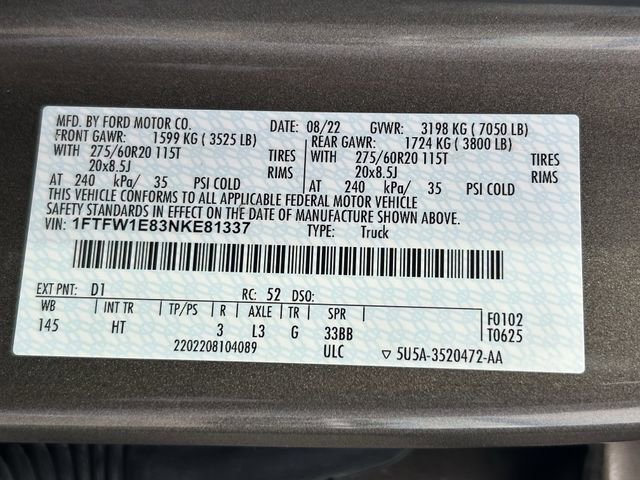 MFD. BY FORD MOTOR CO. DATE: 08/22 GVWR: 3198 KG ( 7050 LB)
FRONT GAWR: 1599 KG ( 3525 LB) REAR GAWR: 1724 KG ( 3800 LB)
WITH 275/60R20 115T TIRES WITH 275/60R20 115T TIRES
20x8.5J RIMS 20x8.5J RIMS
AT 240 kPa/ 35 PSI COLD AT 240 kPa/ 35 PSI COLD
THIS VEHICLE CONFORMS TO ALL APPLICABLE FEDERAL MOTOR VEHICLE
SAFETY STANDARDS IN EFFECT ON THE DATE OF MANUFACTURE SHOWN ABOVE.
VIN: 1FTFW1E83NKE81337 TYPE: Truck
EXT PNT: D1 RC: 52 DSO:
WB INT TR TP/PS R AXLE TR SPR F0102
145 HT 3 L3 G 33BB T0625
2202208104089 ULC ▽ 5U5A-3520472-AA